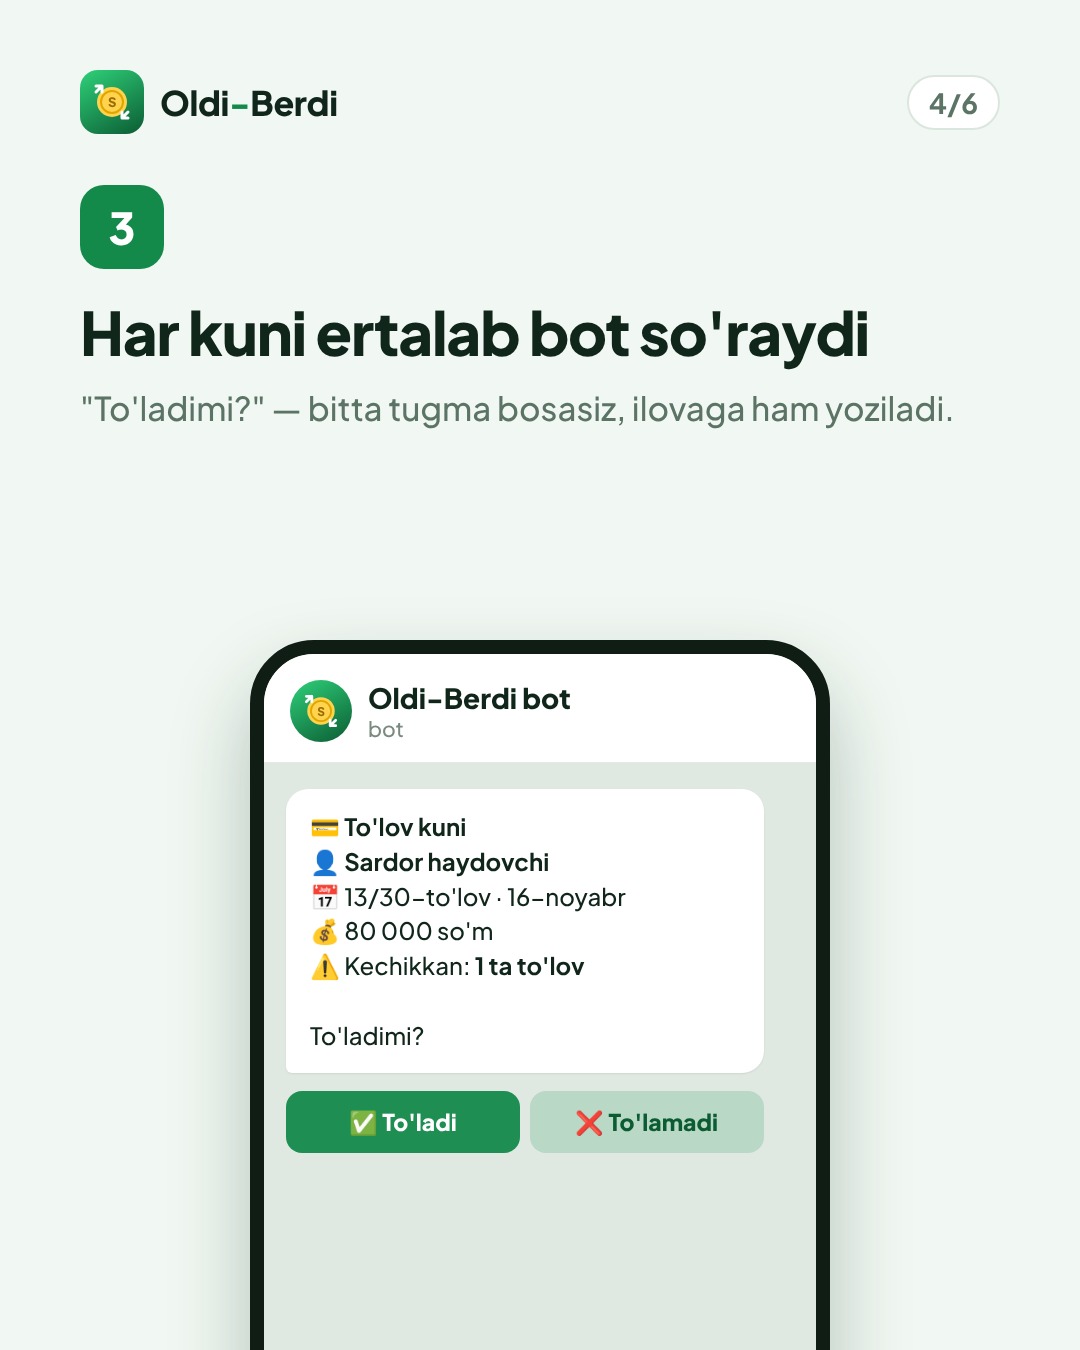 Oldi-Berdi
4/6
3
Har kuni ertalab bot so'raydi
"To'ladimi?" — bitta tugma bosasiz, ilovaga ham yoziladi.
Oldi-Berdi bot
bot
💳 To'lov kuni
👤 Sardor haydovchi
📅 13/30-to'lov · 16-noyabr
💰 80 000 so'm
⚠️ Kechikkan: 1 ta to'lov
To'ladimi?
✅ To'ladi
❌ To'lamadi